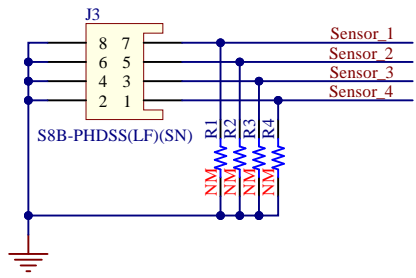 J3
Sensor_1
8 7
Sensor_2
6 5
Sensor_3
4 3
Sensor_4
2 1
S8B-PHDSS(LF)(SN)
R1 R2 R3 R4
NM NM NM NM